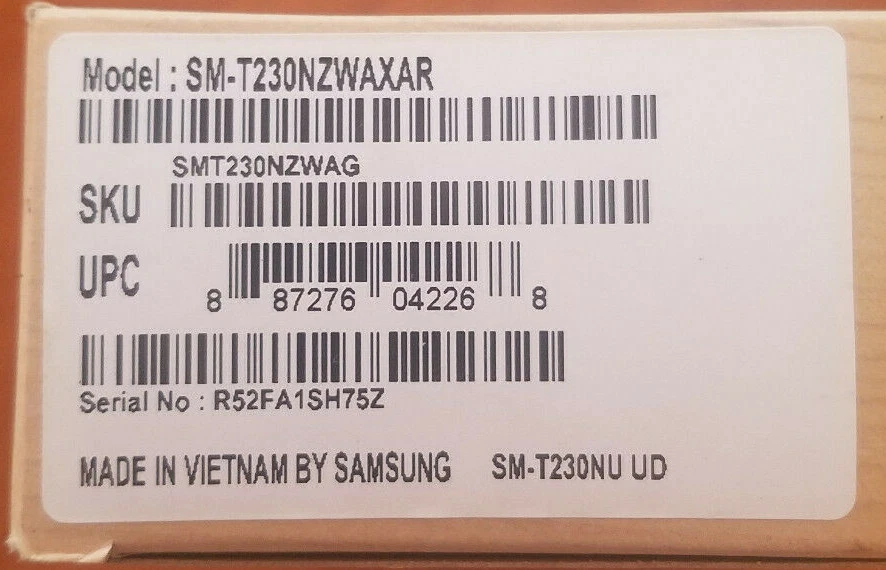 Model : SM-T230NZWAXAR
SMT230NZWAG
SKU
UPC
8 87276 04226 8
Serial No : R52FA1SH75Z
MADE IN VIETNAM BY SAMSUNG SM-T230NU UD